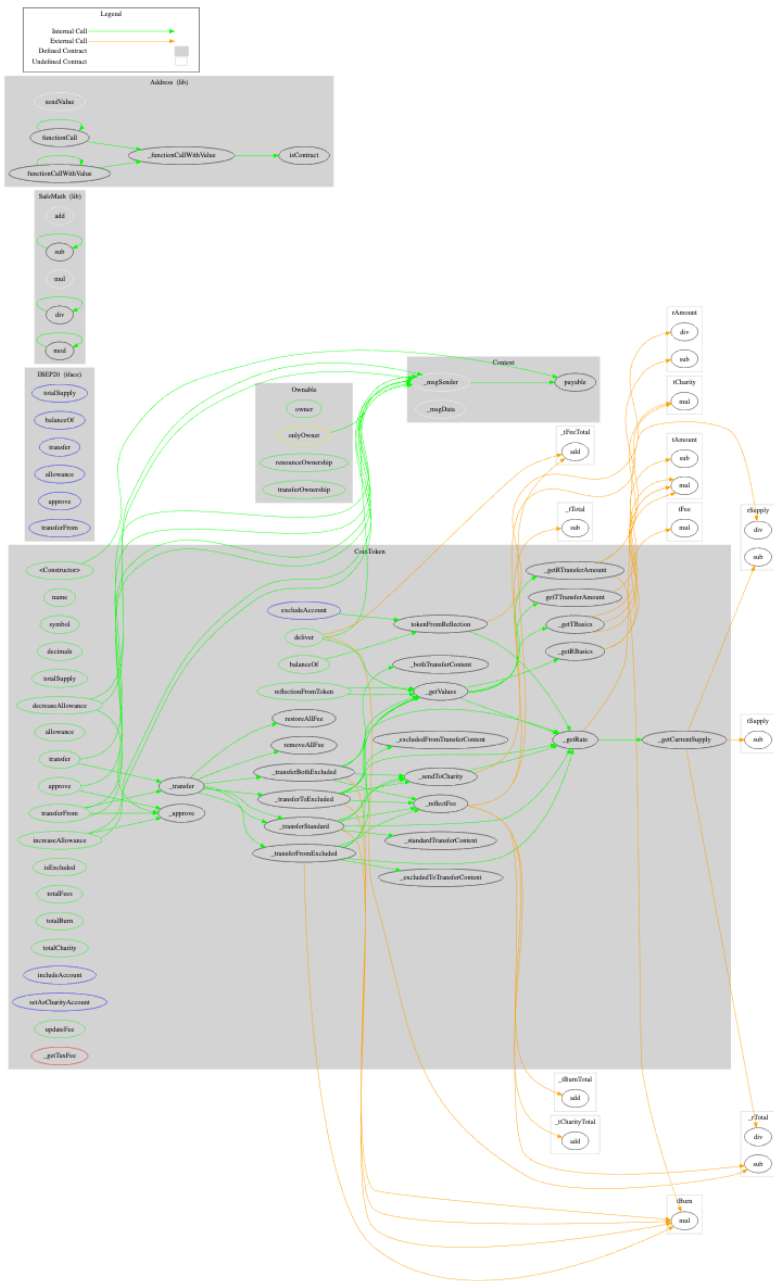 Legend
Internal Call
External Call
Defined Contract
Undefined Contract
Address (lib)
sendValue
functionCall
_functionCallWithValue
isContract
functionCallWithValue
SafeMath (lib)
add
sub
mul
div
mod
IBEP20 (iface)
totalSupply
balanceOf
transfer
allowance
approve
transferFrom
Ownable
owner
onlyOwner
renounceOwnership
transferOwnership
Context
_msgSender
payable
_msgData
rAmount
div
sub
tCharity
mul
_tFeeTotal
add
tAmount
sub
mul
_tTotal
sub
tFee
mul
rSupply
div
sub
CoinToken
<Constructor>
name
symbol
decimals
totalSupply
decreaseAllowance
allowance
transfer
approve
transferFrom
increaseAllowance
isExcluded
totalFees
totalBurn
totalCharity
includeAccount
setAsCharityAccount
updateFee
_getTaxFee
_transfer
_approve
excludeAccount
deliver
balanceOf
reflectionFromToken
restoreAllFee
removeAllFee
_transferBothExcluded
_transferToExcluded
_transferStandard
_transferFromExcluded
tokenFromReflection
_bothTransferContent
_getValues
_excludedFromTransferContent
_sendToCharity
_reflectFee
_standardTransferContent
_excludedToTransferContent
_getRTransferAmount
_getTTransferAmount
_getTBasics
_getRBasics
_getRate
_getCurrentSupply
tSupply
sub
_tBurnTotal
add
_tCharityTotal
add
_rTotal
div
sub
tBurn
mul